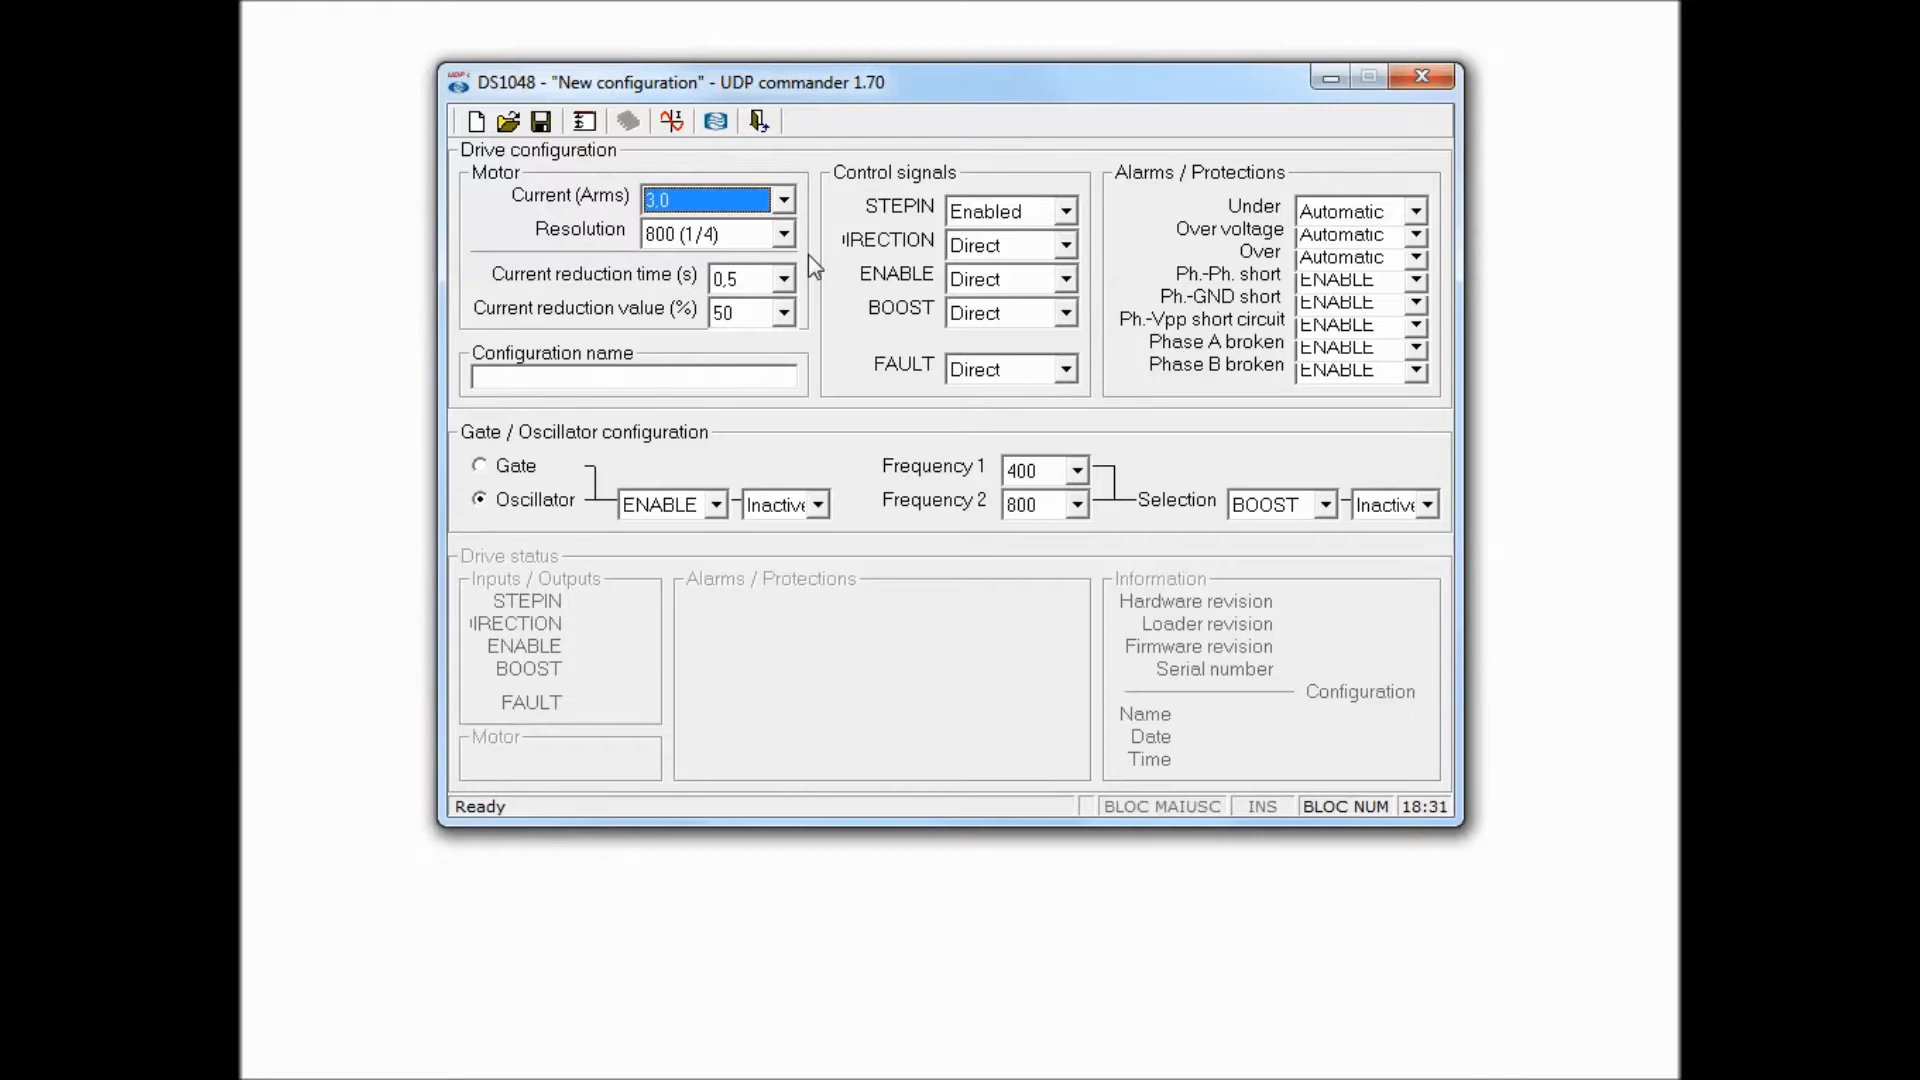 DS1048 - "New configuration" - UDP commander 1.70
Drive configuration
Motor
Current (Arms) 3,0
Resolution 800 (1/4)
Current reduction time (s) 0,5
Current reduction value (%) 50
Configuration name
Control signals
STEPIN Enabled
IRECTION Direct
ENABLE Direct
BOOST Direct
FAULT Direct
Alarms / Protections
Under Automatic
Over voltage Automatic
Over Automatic
Ph.-Ph. short ENABLE
Ph.-GND short ENABLE
Ph.-Vpp short circuit ENABLE
Phase A broken ENABLE
Phase B broken ENABLE
Gate / Oscillator configuration
Gate
Oscillator ENABLE Inactive
Frequency 1 400
Frequency 2 800
Selection BOOST Inactive
Drive status
Inputs / Outputs
STEPIN
IRECTION
ENABLE
BOOST
FAULT
Motor
Alarms / Protections
Information
Hardware revision
Loader revision
Firmware revision
Serial number
Configuration
Name
Date
Time
Ready BLOC MAIUSC INS BLOC NUM 18:31